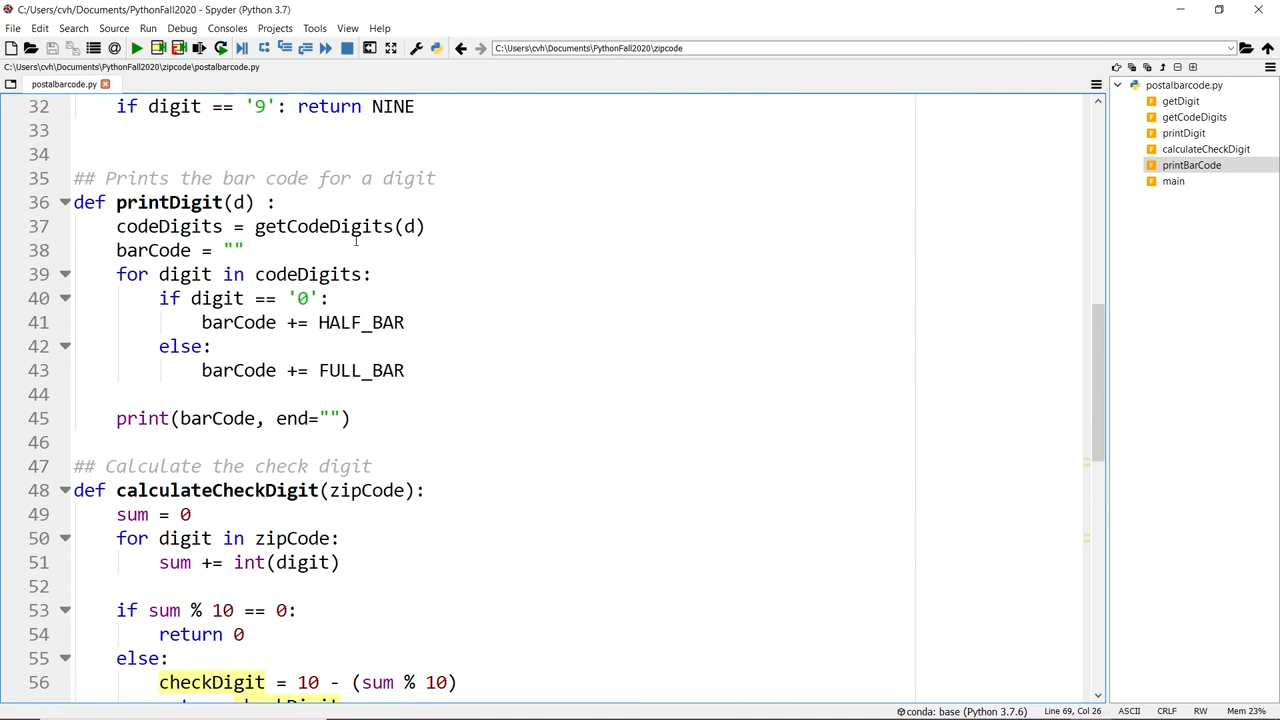 C:/Users/cvh/Documents/PythonFall2020 - Spyder (Python 3.7)
File Edit Search Source Run Debug Consoles Projects Tools View Help
C:\Users\cvh\Documents\PythonFall2020\zipcode
C:\Users\cvh\Documents\PythonFall2020\zipcode\postalbarcode.py
postalbarcode.py
32 if digit == '9': return NINE
33
34
35 ## Prints the bar code for a digit
36 def printDigit(d) :
37 codeDigits = getCodeDigits(d)
38 barCode = ""
39 for digit in codeDigits:
40 if digit == '0':
41 barCode += HALF_BAR
42 else:
43 barCode += FULL_BAR
44
45 print(barCode, end="")
46
47 ## Calculate the check digit
48 def calculateCheckDigit(zipCode):
49 sum = 0
50 for digit in zipCode:
51 sum += int(digit)
52
53 if sum % 10 == 0:
54 return 0
55 else:
56 checkDigit = 10 - (sum % 10)
postalbarcode.py
getDigit
getCodeDigits
printDigit
calculateCheckDigit
printBarCode
main
conda: base (Python 3.7.6) Line 69, Col 26 ASCII CRLF RW Mem 23%